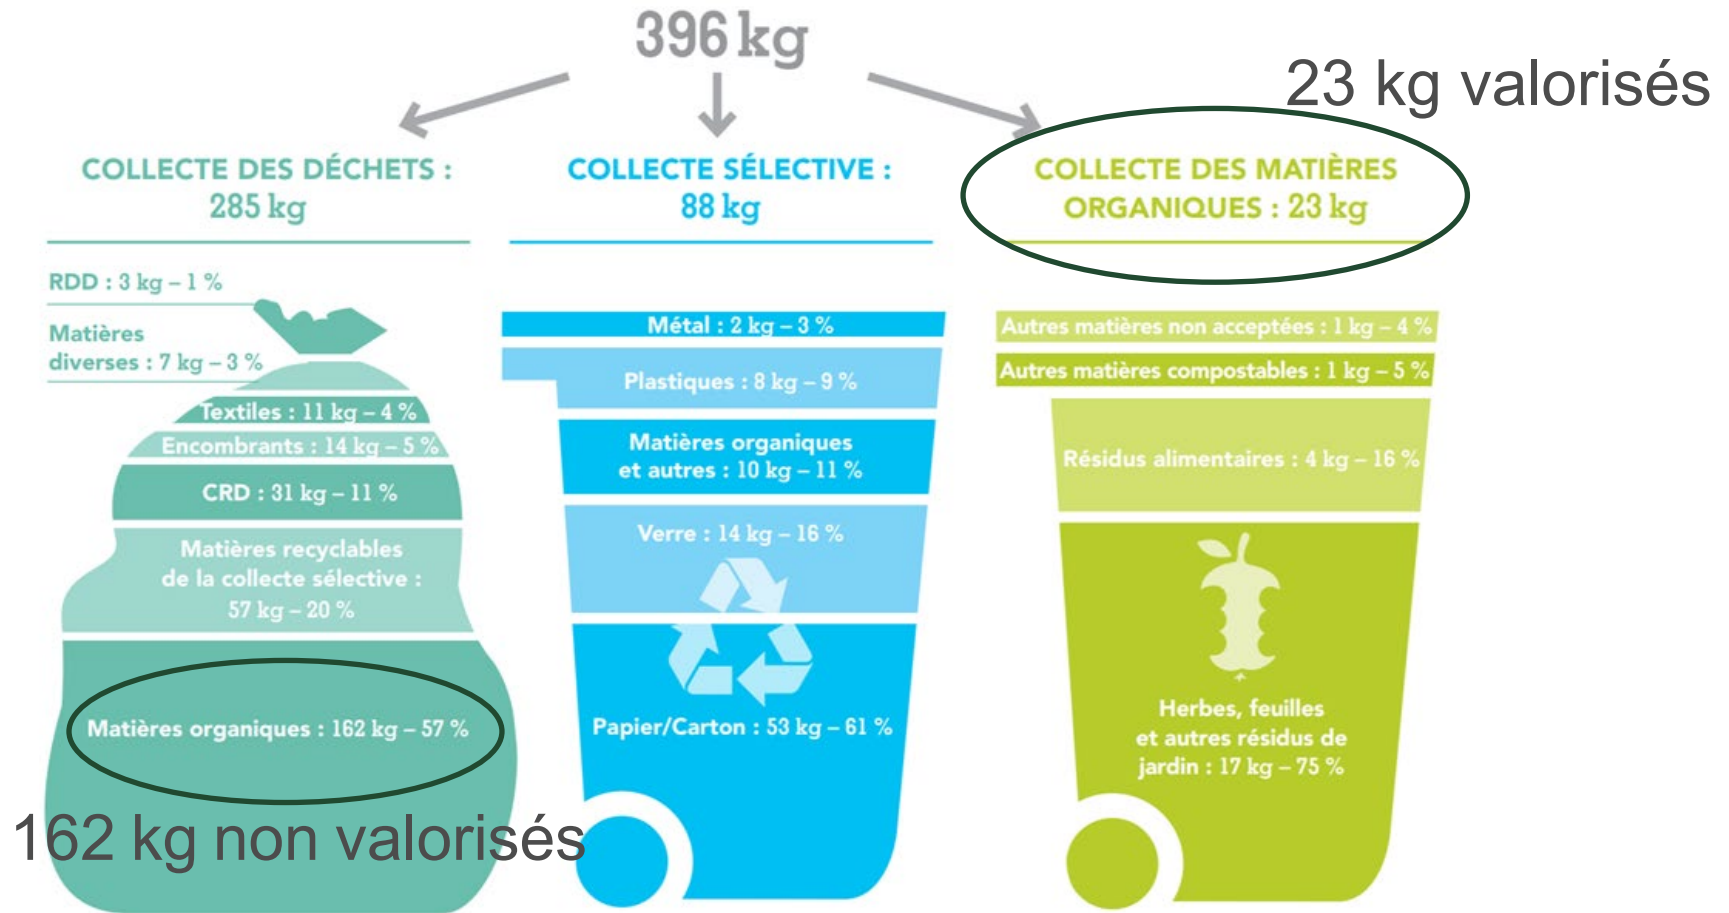 396 kg
23 kg valorisés
COLLECTE DES DÉCHETS :
285 kg
RDD : 3 kg – 1 %
Matières
diverses : 7 kg – 3 %
Textiles : 11 kg – 4 %
Encombrants : 14 kg – 5 %
CRD : 31 kg – 11 %
Matières recyclables
de la collecte sélective :
57 kg – 20 %
Matières organiques : 162 kg – 57 %
162 kg non valorisés
COLLECTE SÉLECTIVE :
88 kg
Métal : 2 kg – 3 %
Plastiques : 8 kg – 9 %
Matières organiques
et autres : 10 kg – 11 %
Verre : 14 kg – 16 %
Papier/Carton : 53 kg – 61 %
COLLECTE DES MATIÈRES
ORGANIQUES : 23 kg
Autres matières non acceptées : 1 kg – 4 %
Autres matières compostables : 1 kg – 5 %
Résidus alimentaires : 4 kg – 16 %
Herbes, feuilles
et autres résidus de
jardin : 17 kg – 75 %